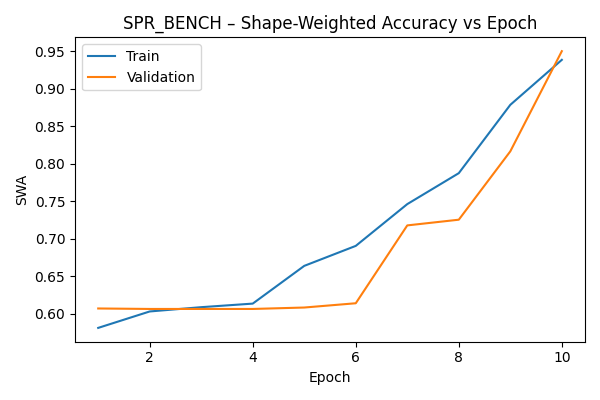 SPR_BENCH – Shape-Weighted Accuracy vs Epoch
Train
Validation
SWA
0.95
0.90
0.85
0.80
0.75
0.70
0.65
0.60
2 4 6 8 10
Epoch